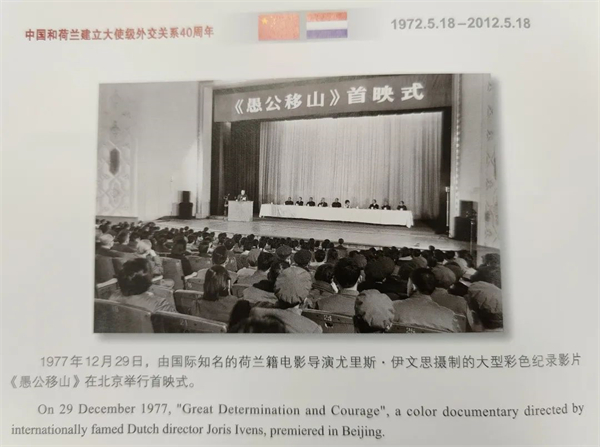 中国和荷兰建立大使级外交关系40周年
1972.5.18－2012.5.18
《愚公移山》首映式
1977年12月29日，由国际知名的荷兰籍电影导演尤里斯·伊文思摄制的大型彩色纪录影片
《愚公移山》在北京举行首映式。
On 29 December 1977, "Great Determination and Courage", a color documentary directed by
internationally famed Dutch director Joris Ivens, premiered in Beijing.